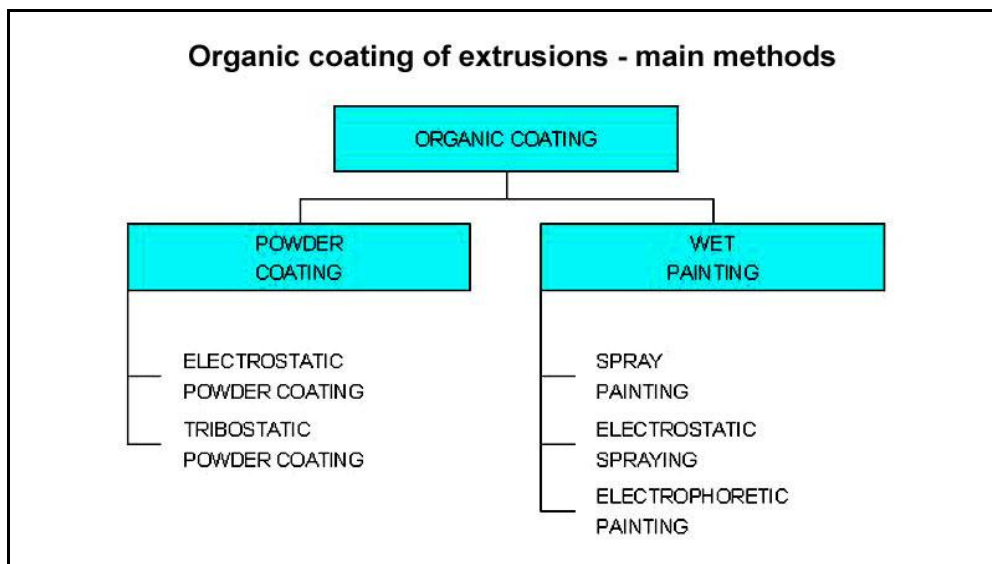 Organic coating of extrusions - main methods
ORGANIC COATING
POWDER
COATING
WET
PAINTING
ELECTROSTATIC
POWDER COATING
TRIBOSTATIC
POWDER COATING
SPRAY
PAINTING
ELECTROSTATIC
SPRAYING
ELECTROPHORETIC
PAINTING